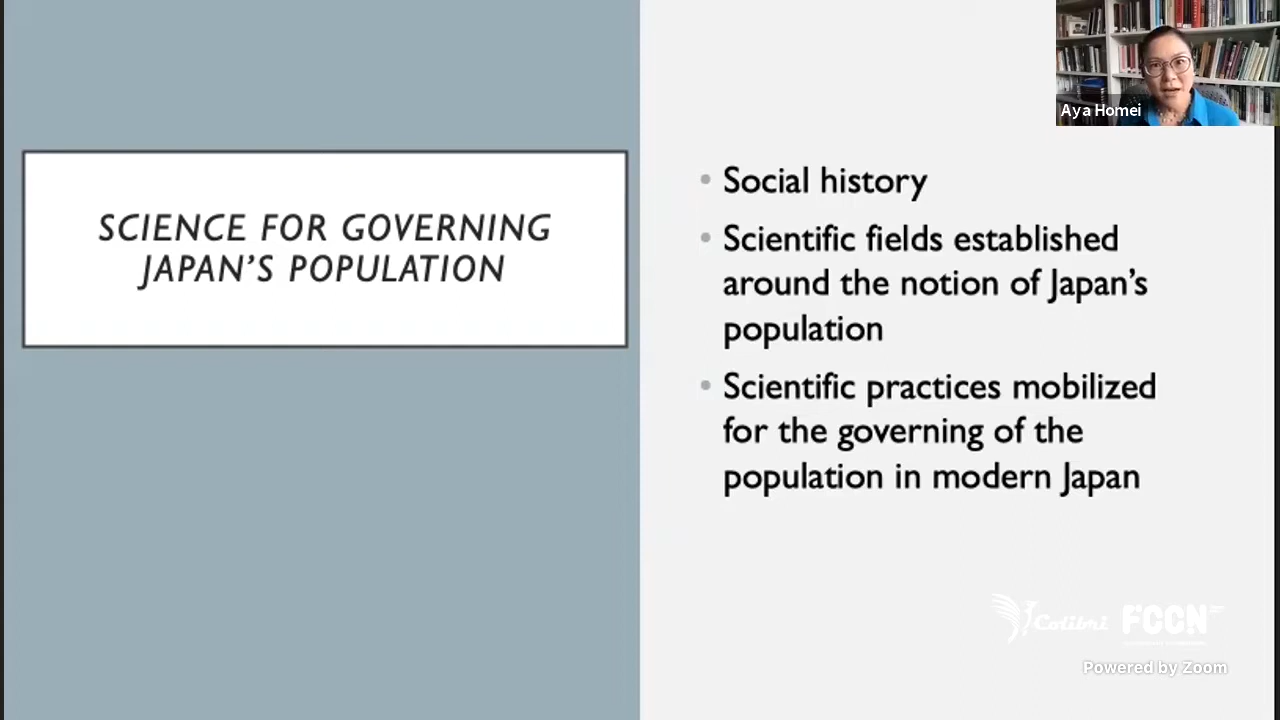 Aya Homei
SCIENCE FOR GOVERNING
JAPAN'S POPULATION
• Social history
• Scientific fields established
around the notion of Japan's
population
• Scientific practices mobilized
for the governing of the
population in modern Japan
Colibri FCCN
Powered by Zoom